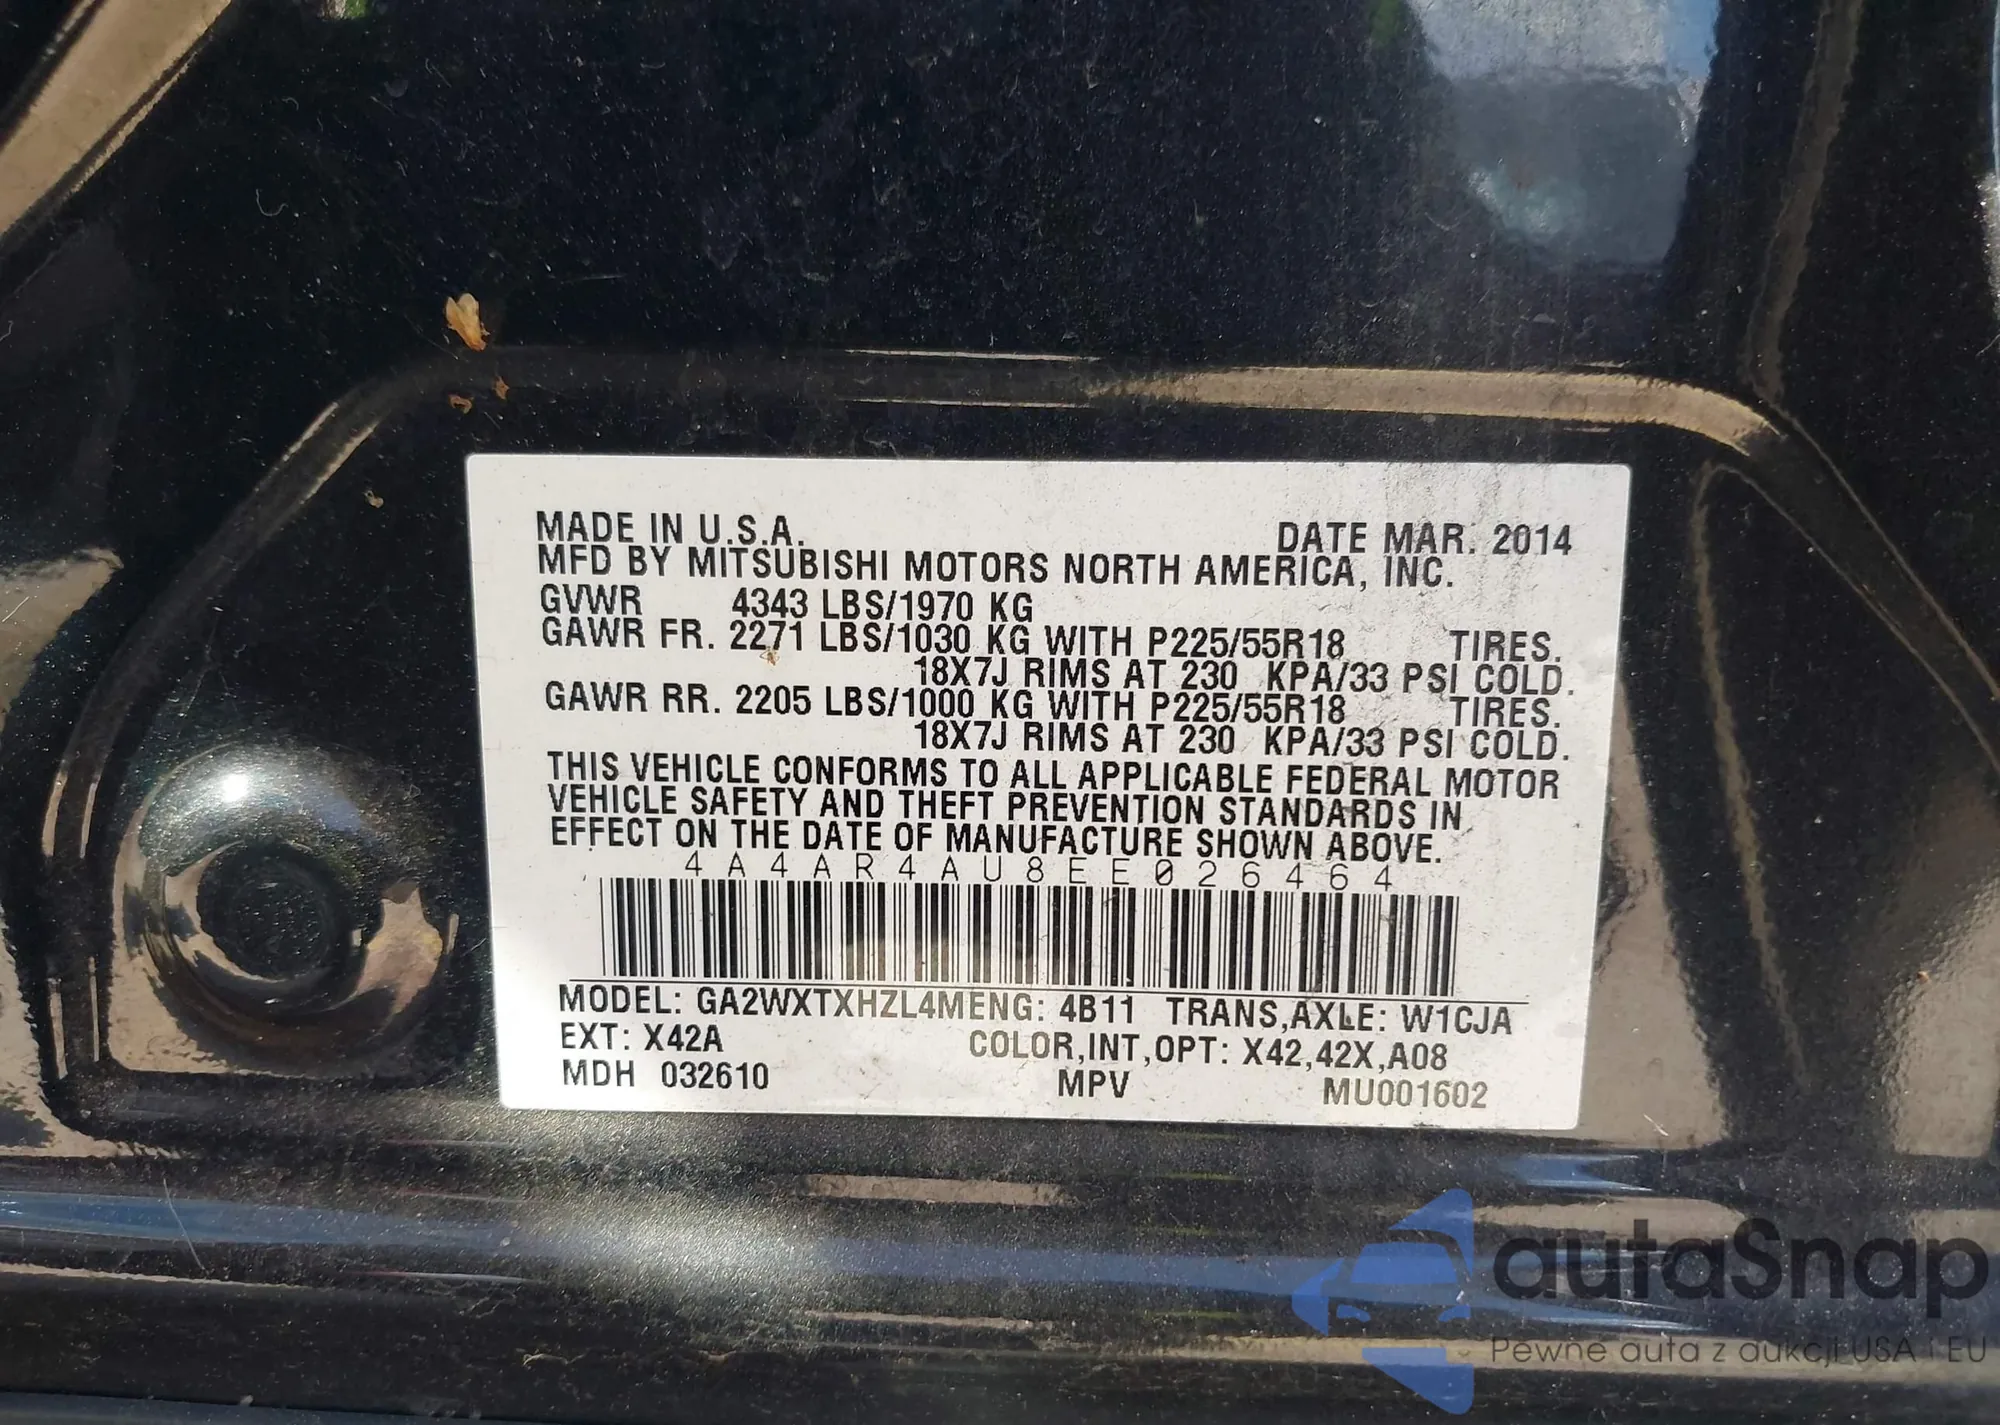 MADE IN U.S.A. DATE MAR. 2014
MFD BY MITSUBISHI MOTORS NORTH AMERICA, INC.
GVWR 4343 LBS/1970 KG
GAWR FR. 2271 LBS/1030 KG WITH P225/55R18 TIRES.
18X7J RIMS AT 230 KPA/33 PSI COLD.
GAWR RR. 2205 LBS/1000 KG WITH P225/55R18 TIRES.
18X7J RIMS AT 230 KPA/33 PSI COLD.
THIS VEHICLE CONFORMS TO ALL APPLICABLE FEDERAL MOTOR
VEHICLE SAFETY AND THEFT PREVENTION STANDARDS IN
EFFECT ON THE DATE OF MANUFACTURE SHOWN ABOVE.
4A4AR4AU8EE026464
MODEL: GA2WXTXHZL4MENG: 4B11 TRANS,AXLE: W1CJA
EXT: X42A COLOR,INT,OPT: X42,42X,A08
MDH 032610 MPV MU001602
autaSnap
Pewne auta z aukcji USA i EU